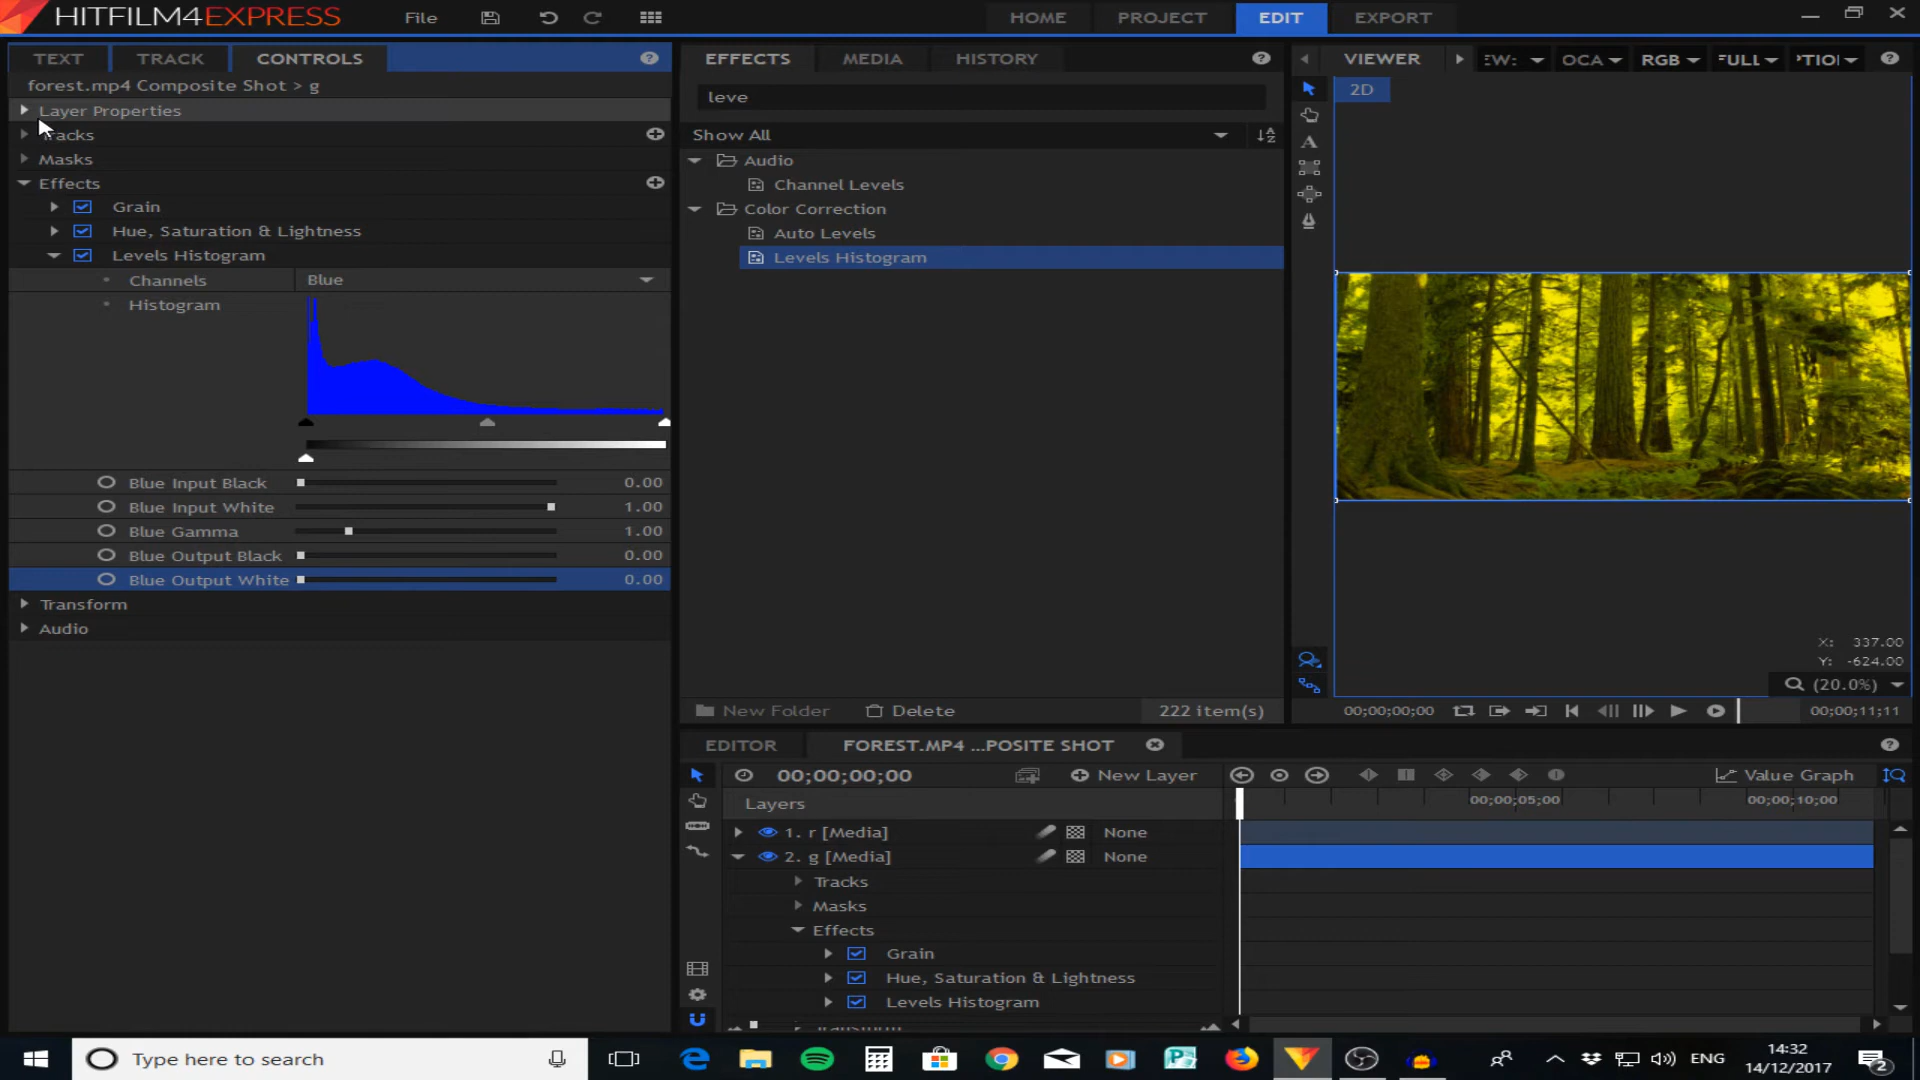 HITFILM4EXPRESS
File
HOME
PROJECT
EDIT
EXPORT
TEXT
TRACK
CONTROLS
forest.mp4 Composite Shot > g
Layer Properties
Tracks
Masks
Effects
Grain
Hue, Saturation & Lightness
Levels Histogram
Channels
Blue
Histogram
Blue Input Black 0.00
Blue Input White 1.00
Blue Gamma 1.00
Blue Output Black 0.00
Blue Output White 0.00
Transform
Audio
EFFECTS
MEDIA
HISTORY
leve
Show All
Audio
Channel Levels
Color Correction
Auto Levels
Levels Histogram
New Folder
Delete
222 item(s)
VIEWER
OCA
RGB
2D
X: 337.00
Y: -624.00
(20.0%)
00;00;00;00
00;00;11;11
EDITOR
FOREST.MP4 ...POSITE SHOT
00;00;00;00
New Layer
Value Graph
Layers
00;00;05;00
00;00;10;00
1. r [Media]
None
2. g [Media]
None
Tracks
Masks
Effects
Grain
Hue, Saturation & Lightness
Levels Histogram
Type here to search
ENG
14:32
14/12/2017
2